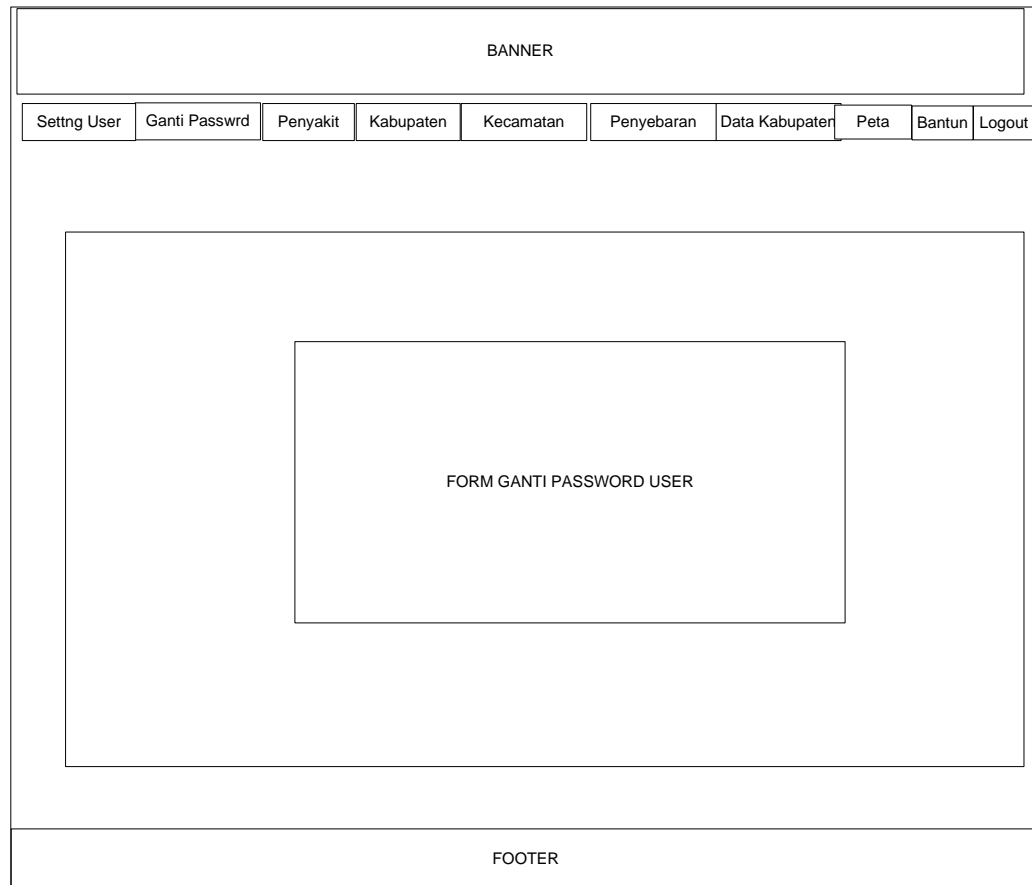 BANNER
Settng User Ganti Passwrd Penyakit Kabupaten Kecamatan Penyebaran Data Kabupaten Peta Bantun Logout
FORM GANTI PASSWORD USER
FOOTER